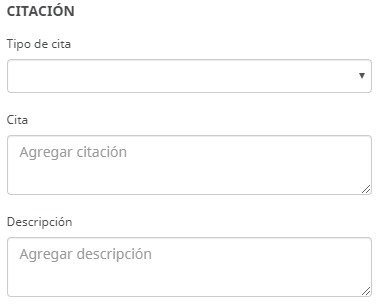 CITACIÓN
Tipo de cita
Cita
Agregar citación
Descripción
Agregar descripción